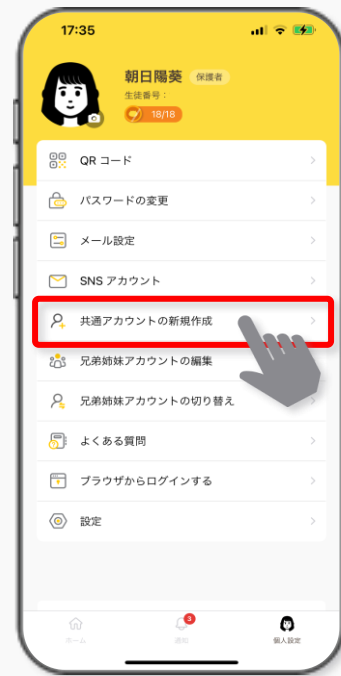 17:35
朝日陽葵 保護者
生徒番号：
18/18
QR コード
パスワードの変更
メール設定
SNS アカウント
共通アカウントの新規作成
兄弟姉妹アカウントの編集
兄弟姉妹アカウントの切り替え
よくある質問
ブラウザからログインする
設定
3
ホーム 通知 個人設定